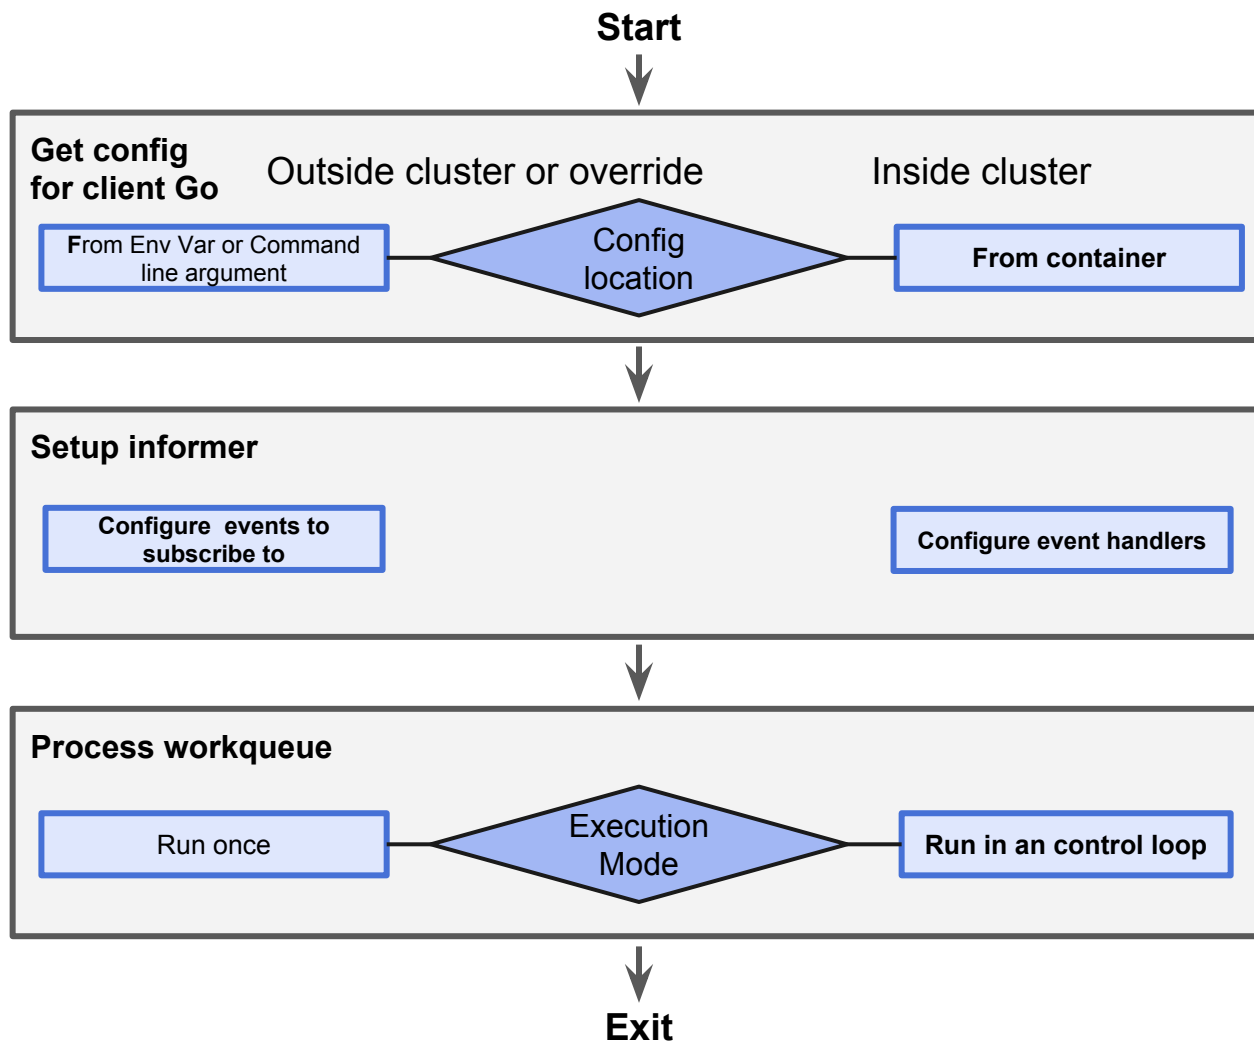 Start
Get config
for client Go
Outside cluster or override
Inside cluster
From Env Var or Command
line argument
Config
location
From container
Setup informer
Configure  events to
subscribe to
Configure event handlers
Process workqueue
Run once
Execution
Mode
Run in an control loop
Exit